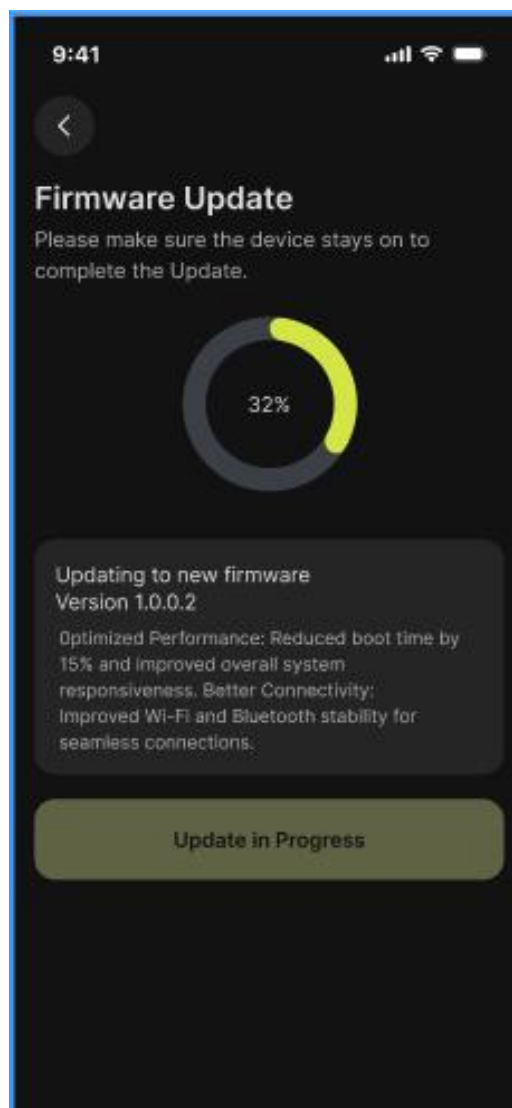 9:41
Firmware Update
Please make sure the device stays on to
complete the Update.
32%
Updating to new firmware
Version 1.0.0.2
Optimized Performance: Reduced boot time by
15% and improved overall system
responsiveness. Better Connectivity:
Improved Wi-Fi and Bluetooth stability for
seamless connections.
Update in Progress